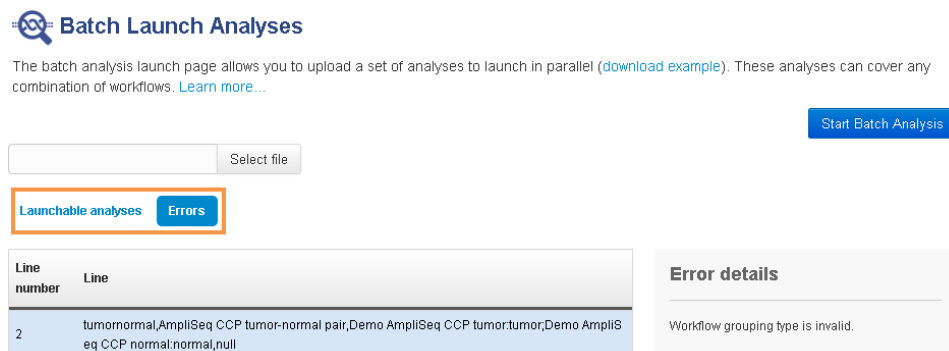 Batch Launch Analyses
The batch analysis launch page allows you to upload a set of analyses to launch in parallel (download example). These analyses can cover any
combination of workflows. Learn more...
Start Batch Analysis
Select file
Launchable analyses Errors
Line
number
Line
Error details
2
tumornormal,AmpliSeq CCP tumor-normal pair,Demo AmpliSeq CCP tumor:tumor;Demo AmpliS
eq CCP normal:normal,null
Workflow grouping type is invalid.